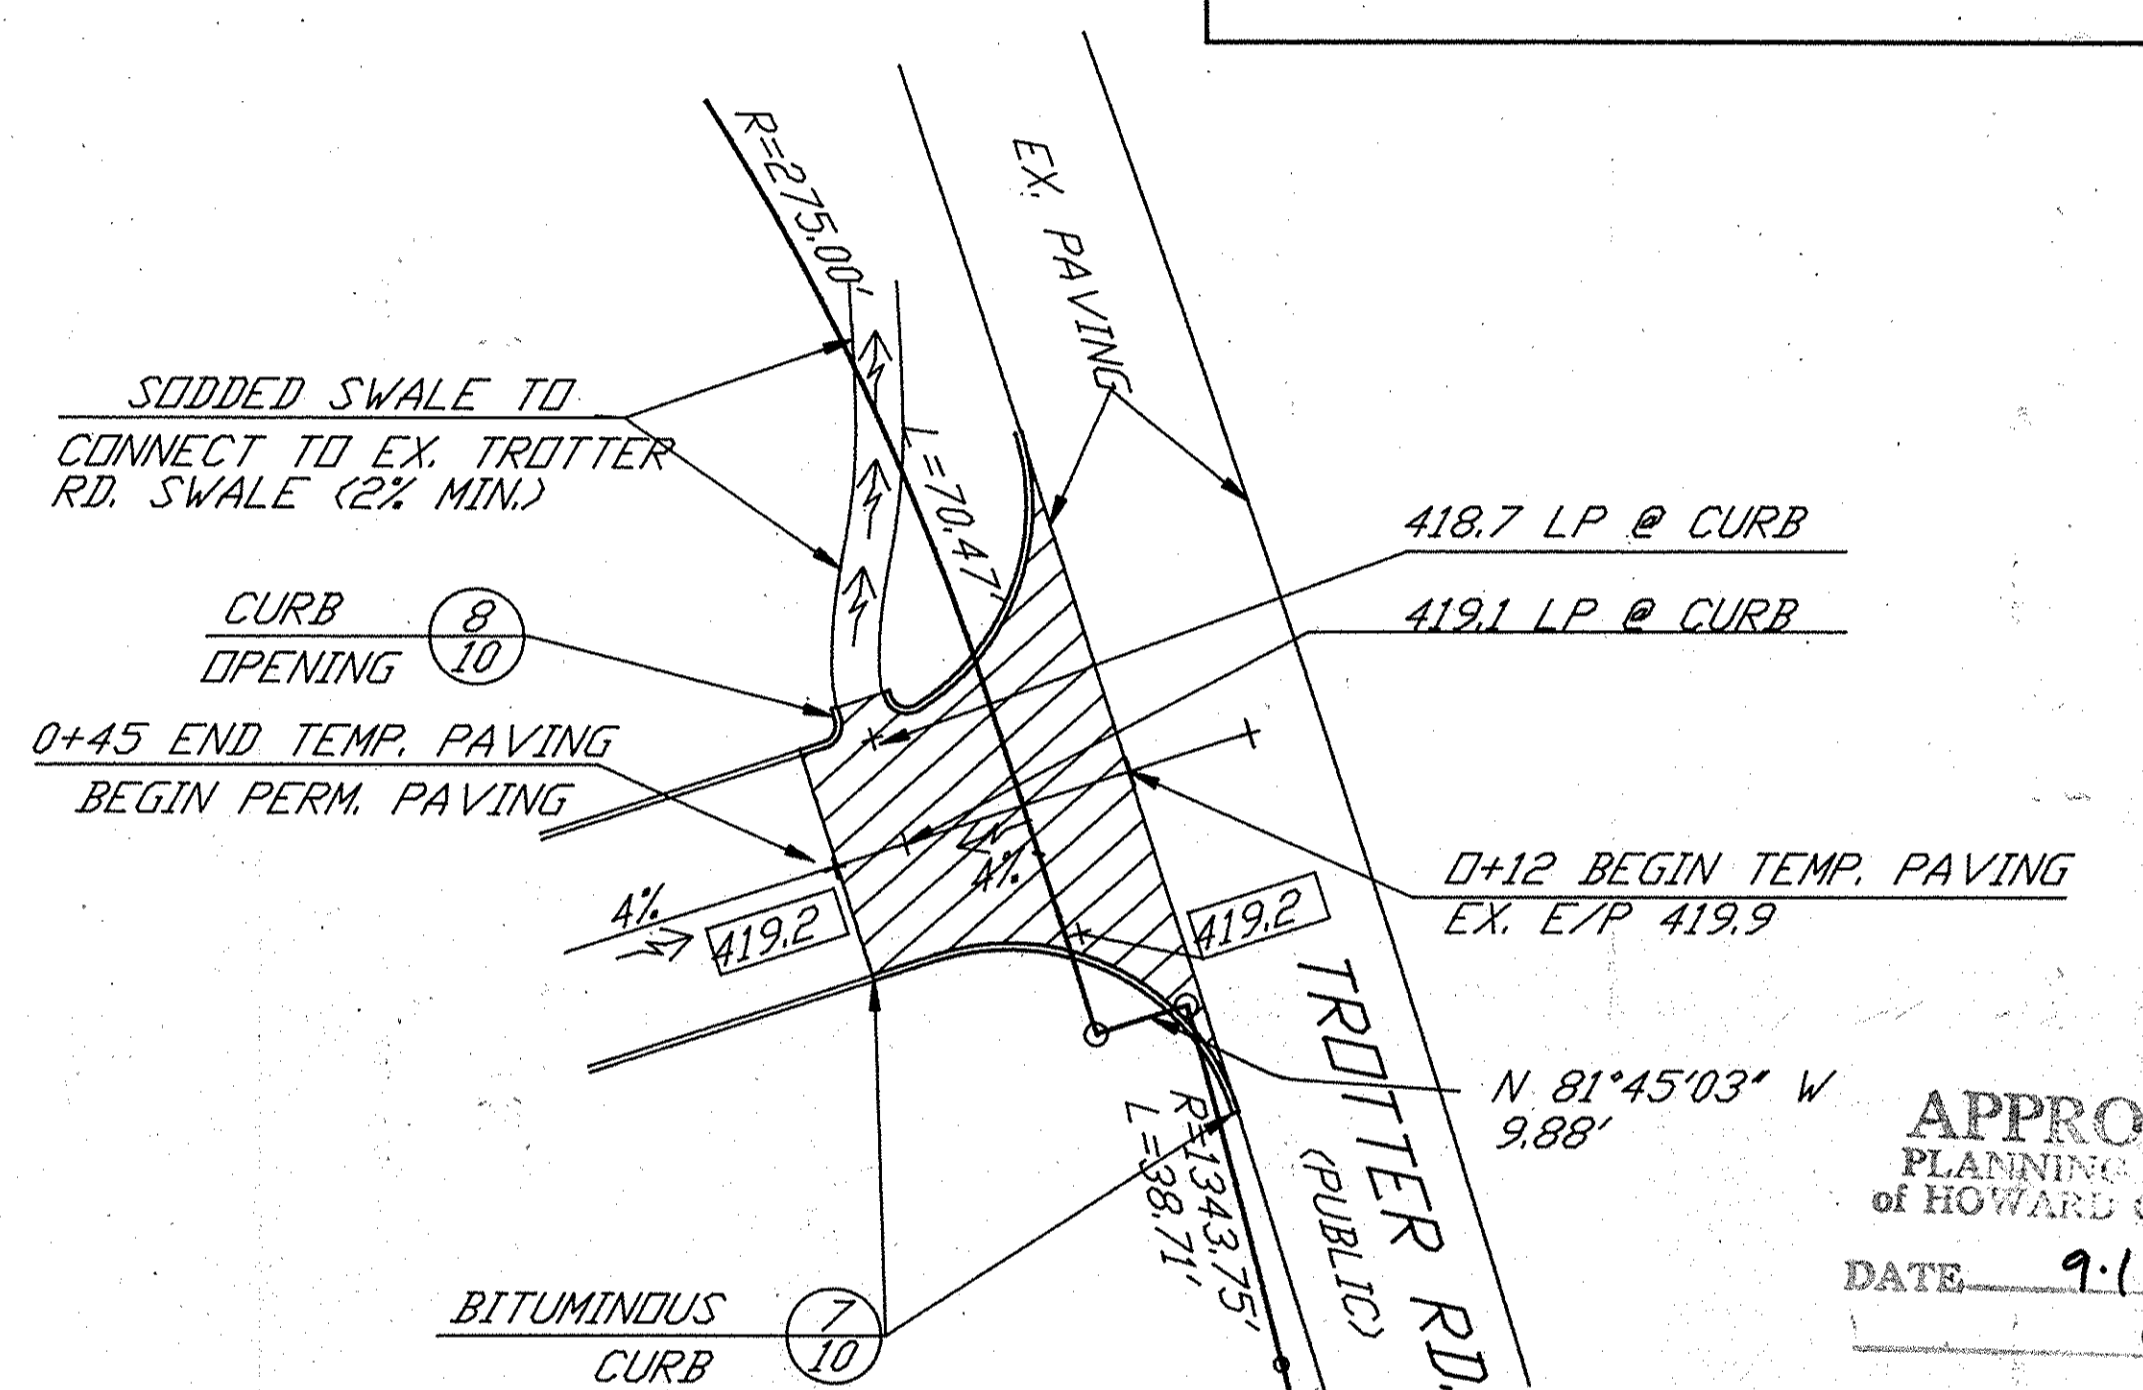 R=275.00'
EX. PAVING
SODDED SWALE TO
CONNECT TO EX. TROTTER
RD. SWALE (2% MIN.)
L=70.47'
418.7 LP @ CURB
419.1 LP @ CURB
CURB
OPENING
8
10
0+45 END TEMP. PAVING
BEGIN PERM. PAVING
4%
419.2
4%
419.2
0+12 BEGIN TEMP. PAVING
EX. E/P 419.9
TROTTER RD.
(PUBLIC)
N 81°45'03" W
9.88'
R=1343.75'
L=38.71'
BITUMINOUS
CURB
7
10
APPRO
PLANNING
of HOWARD
DATE 9.1